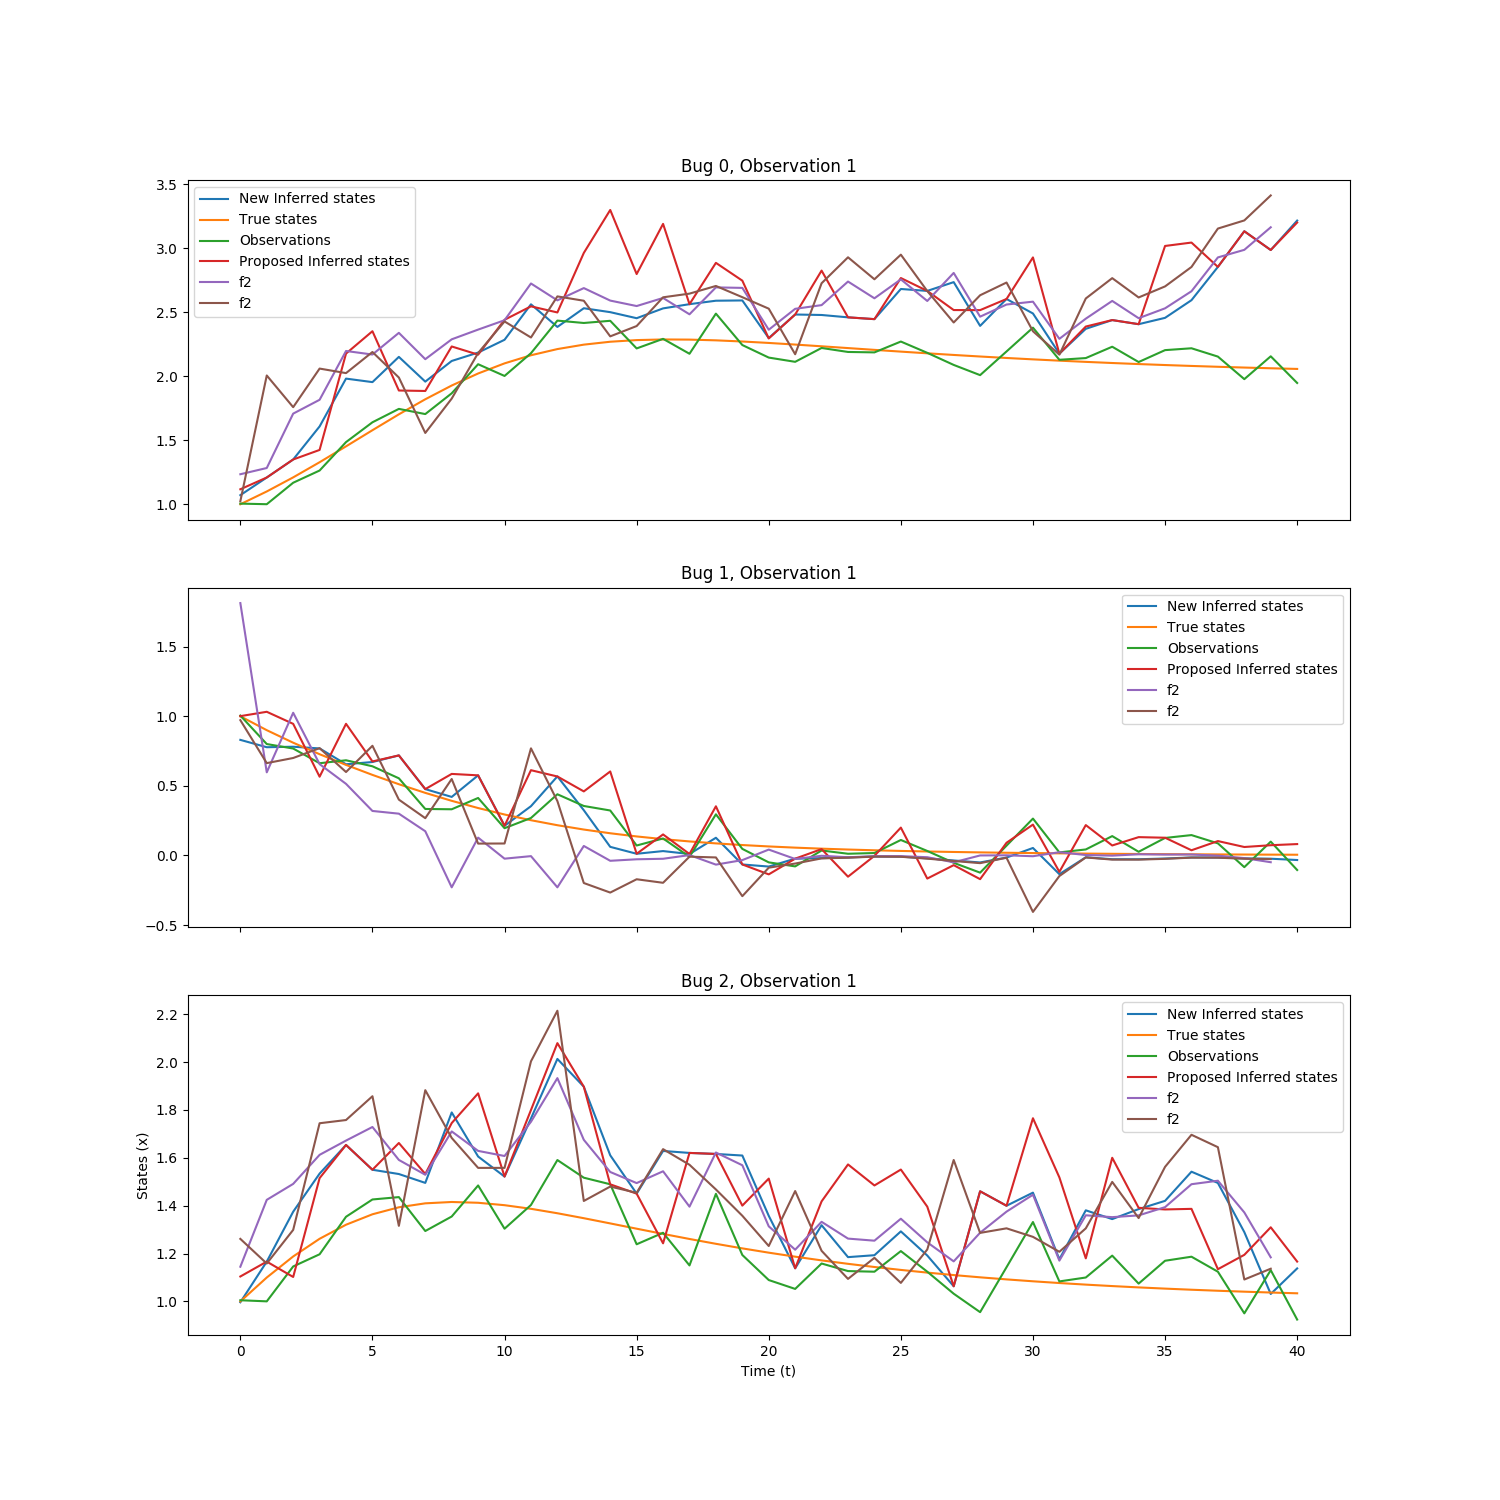 Bug 0, Observation 1
3.5
3.0
2.5
2.0
1.5
1.0
New Inferred states
True states
Observations
Proposed Inferred states
f2
f2
Bug 1, Observation 1
1.5
1.0
0.5
0.0
−0.5
New Inferred states
True states
Observations
Proposed Inferred states
f2
f2
Bug 2, Observation 1
2.2
2.0
1.8
1.6
1.4
1.2
1.0
States (x)
New Inferred states
True states
Observations
Proposed Inferred states
f2
f2
0 5 10 15 20 25 30 35 40
Time (t)